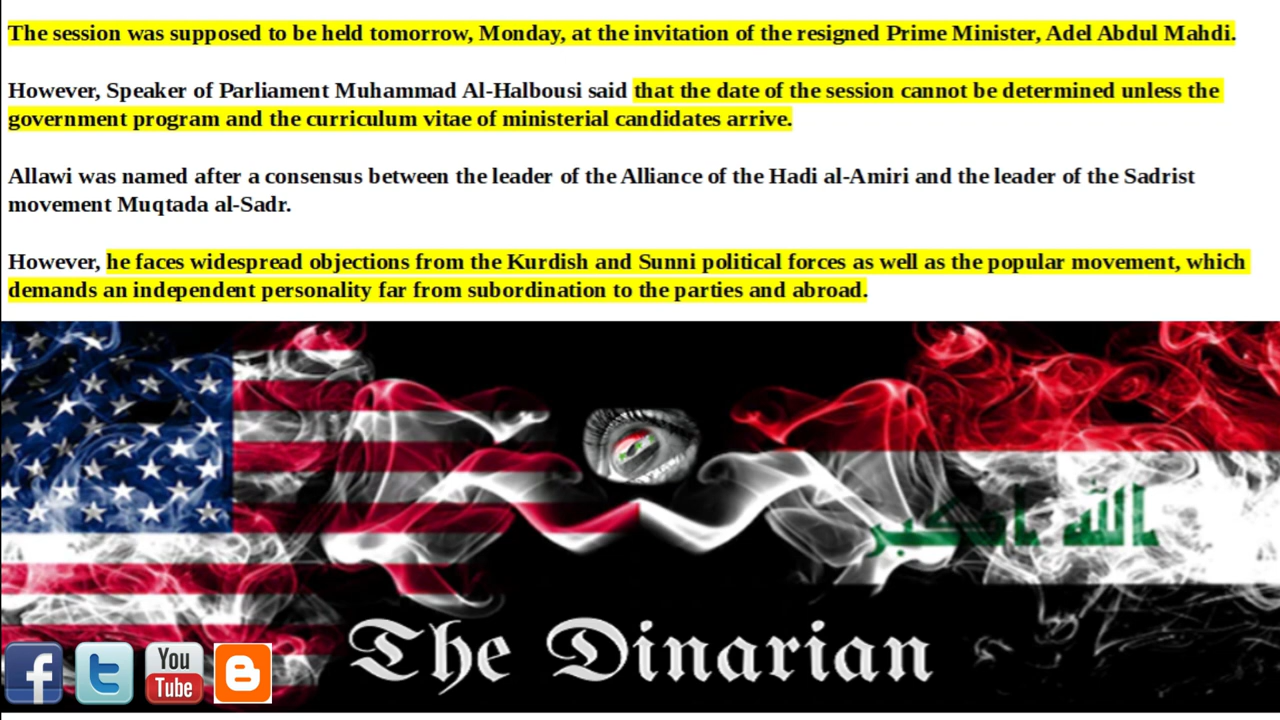 The session was supposed to be held tomorrow, Monday, at the invitation of the resigned Prime Minister, Adel Abdul Mahdi.
However, Speaker of Parliament Muhammad Al-Halbousi said that the date of the session cannot be determined unless the
government program and the curriculum vitae of ministerial candidates arrive.
Allawi was named after a consensus between the leader of the Alliance of the Hadi al-Amiri and the leader of the Sadrist
movement Muqtada al-Sadr.
However, he faces widespread objections from the Kurdish and Sunni political forces as well as the popular movement, which
demands an independent personality far from subordination to the parties and abroad.
الله اكبر
The Dinarian
f
t
You
Tube
B